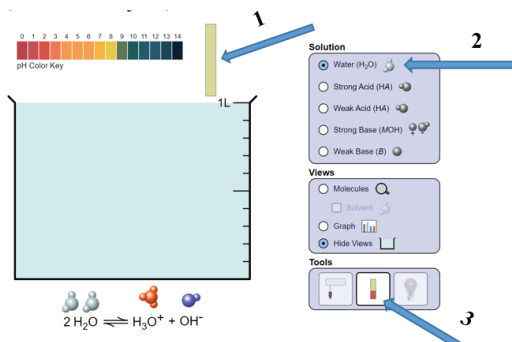 1
0 1 2 3 4 5 6 7 8 9 10 11 12 13 14
pH Color Key
1L
2 H₂O ⇌ H₃O⁺ + OH⁻
Solution
2
Water (H₂O)
Strong Acid (HA)
Weak Acid (HA)
Strong Base (MOH)
Weak Base (B)
Views
Molecules
Solvent
Graph
Hide Views
Tools
3